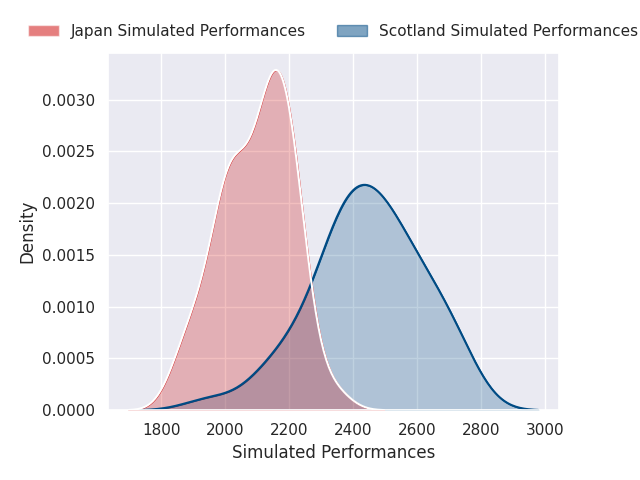 Japan Simulated Performances
Scotland Simulated Performances
0.0030
0.0025
0.0020
0.0015
0.0010
0.0005
0.0000
Density
1800 2000 2200 2400 2600 2800 3000
Simulated Performances